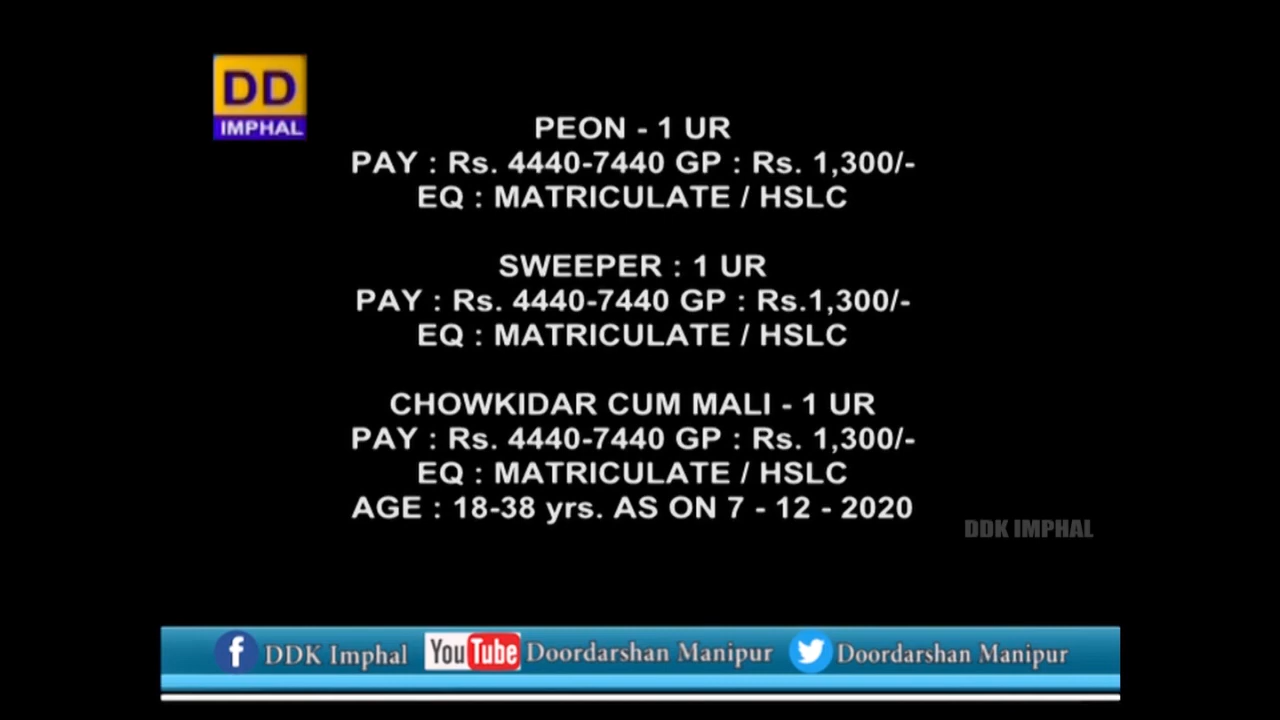 DD
IMPHAL
PEON - 1 UR
PAY : Rs. 4440-7440 GP : Rs. 1,300/-
EQ : MATRICULATE / HSLC
SWEEPER : 1 UR
PAY : Rs. 4440-7440 GP : Rs.1,300/-
EQ : MATRICULATE / HSLC
CHOWKIDAR CUM MALI - 1 UR
PAY : Rs. 4440-7440 GP : Rs. 1,300/-
EQ : MATRICULATE / HSLC
AGE : 18-38 yrs. AS ON 7 - 12 - 2020
DDK IMPHAL
f DDK Imphal YouTube Doordarshan Manipur Doordarshan Manipur